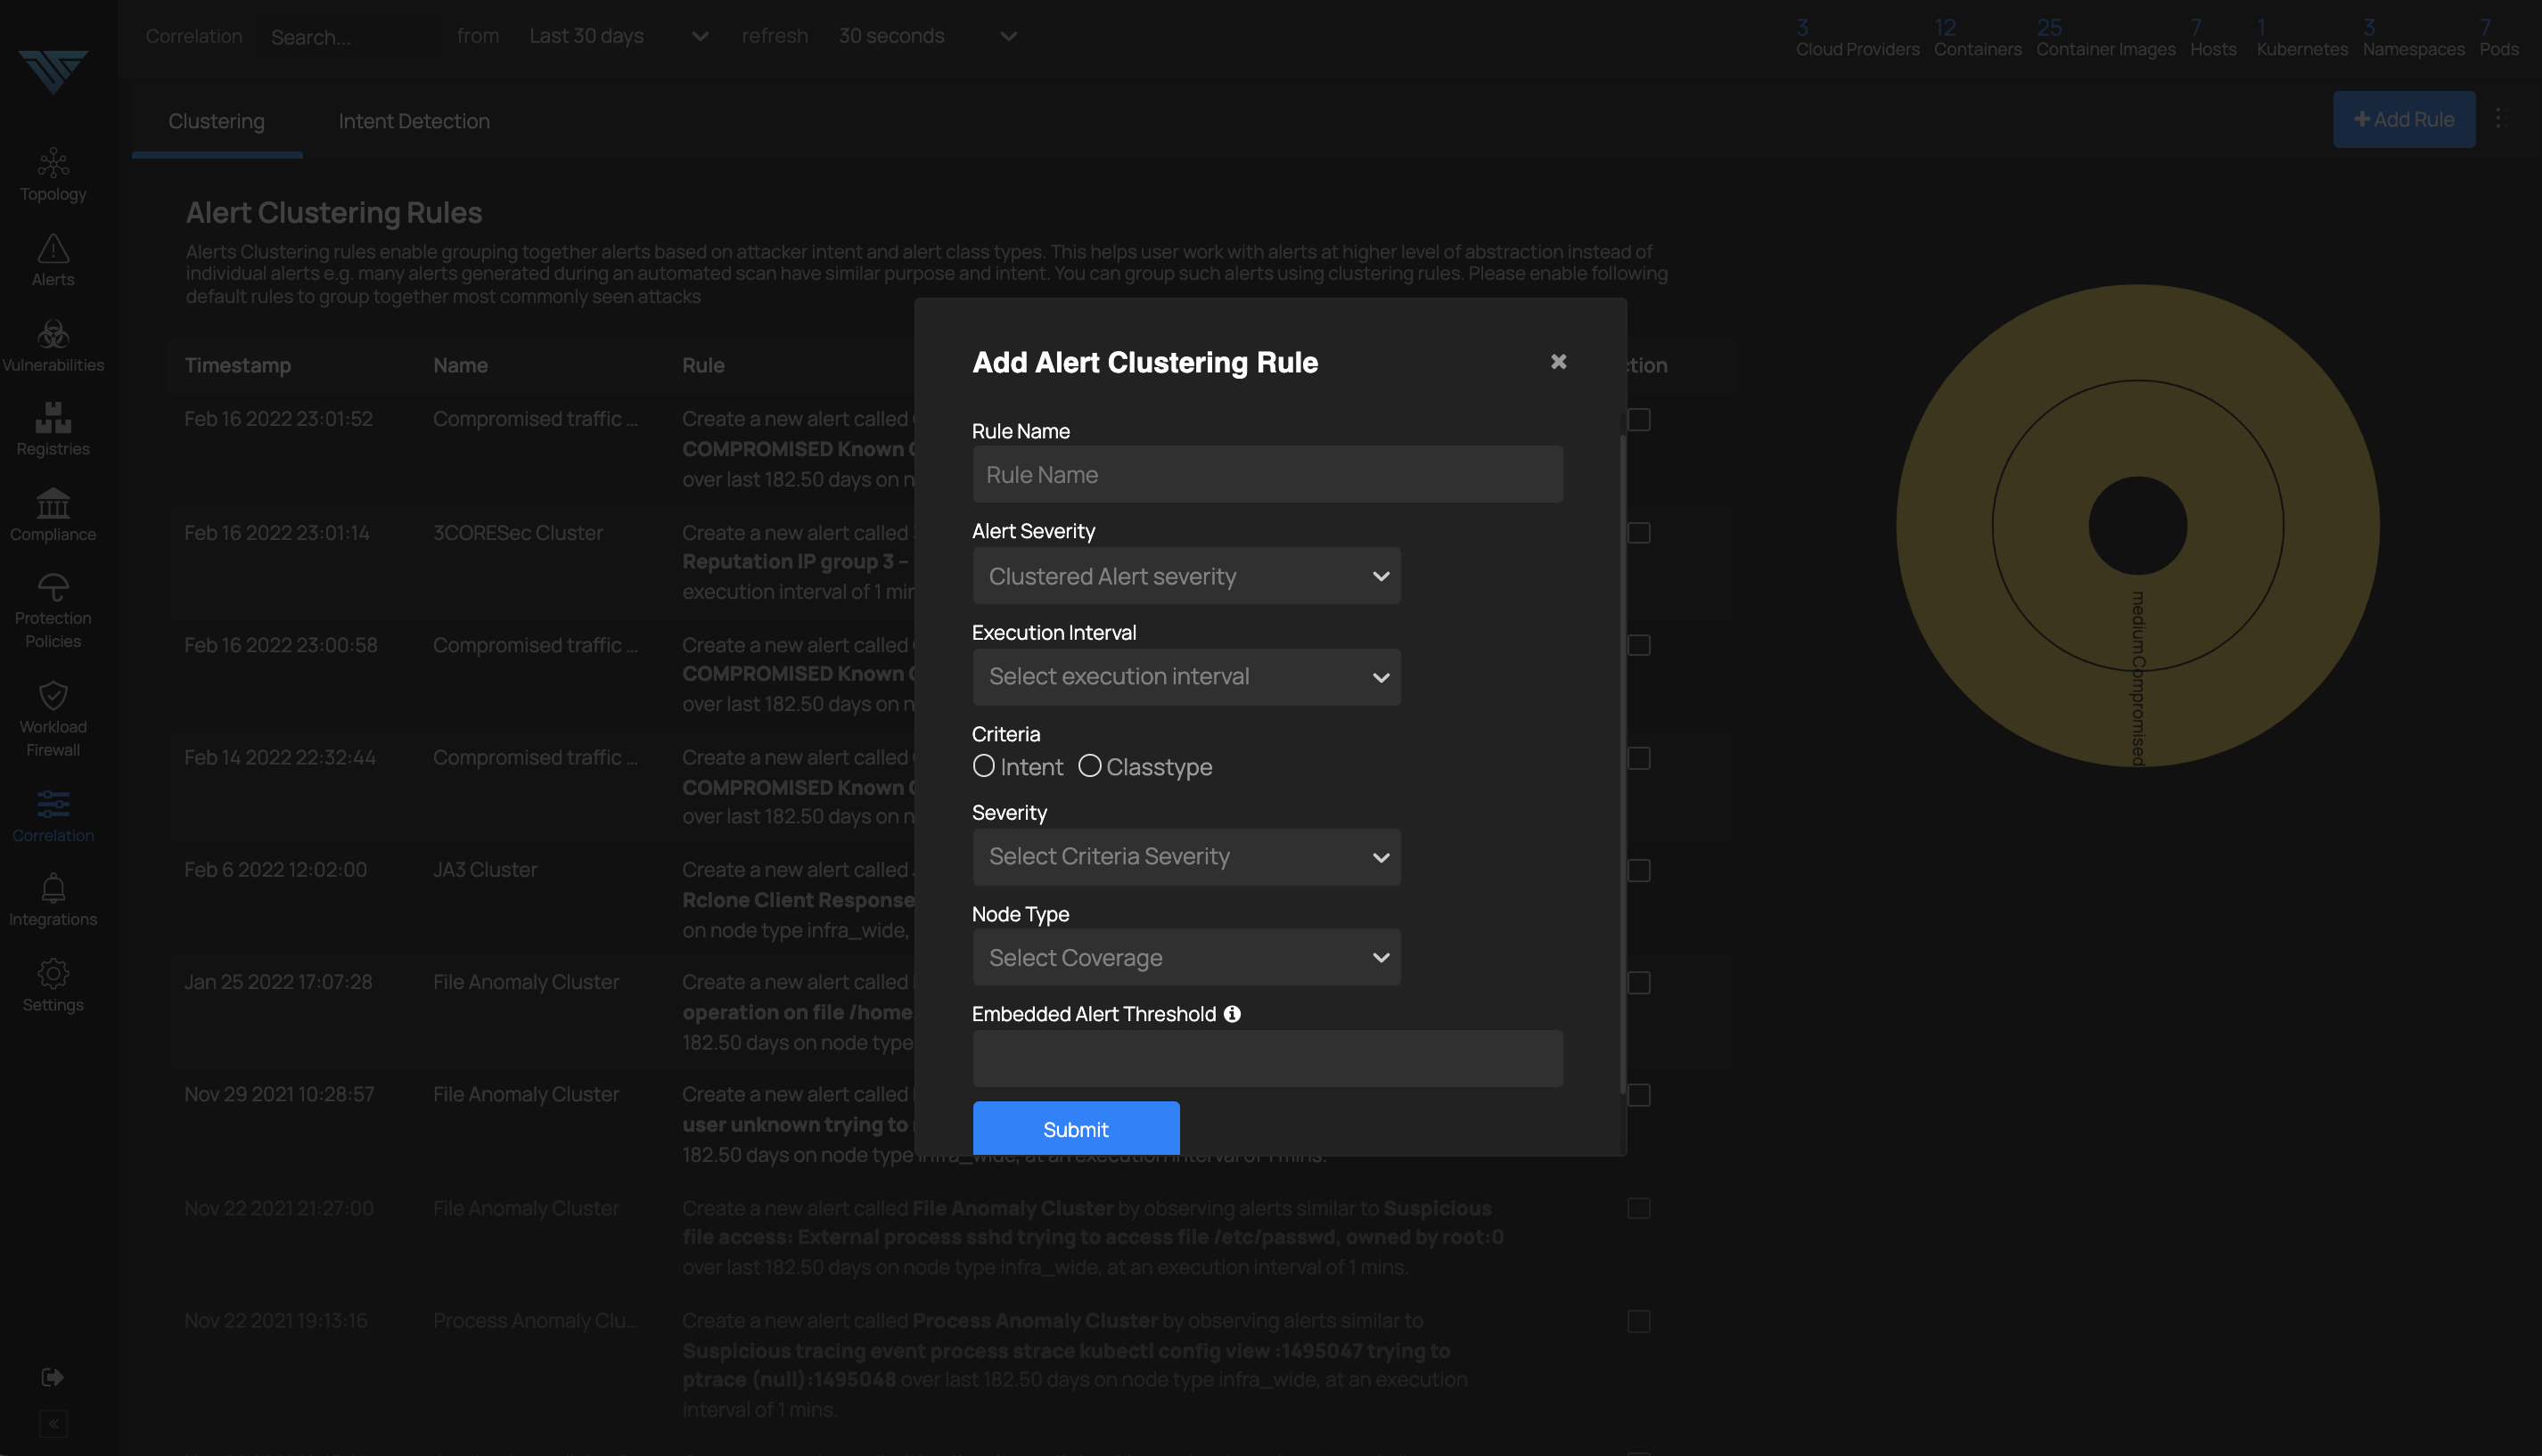 Correlation Search... from Last 30 days refresh 30 seconds
3 12 25 7 1 3 7
Cloud Providers Containers Container Images Hosts Kubernetes Namespaces Pods
Clustering Intent Detection + Add Rule
Topology
Alerts
Vulnerabilities
Registries
Compliance
Protection
Policies
Workload
Firewall
Correlation
Integrations
Settings
Alert Clustering Rules
Alerts Clustering rules enable grouping together alerts based on attacker intent and alert class types. This helps user work with alerts at higher level of abstraction instead of
individual alerts e.g. many alerts generated during an automated scan have similar purpose and intent. You can group such alerts using clustering rules. Please enable following
default rules to group together most commonly seen attacks
Timestamp Name Rule ction
Feb 16 2022 23:01:52 Compromised traffic ... Create a new alert called
COMPROMISED Known
over last 182.50 days on n
Feb 16 2022 23:01:14 3CORESec Cluster Create a new alert called
Reputation IP group 3 –
execution interval of 1 min
Feb 16 2022 23:00:58 Compromised traffic ... Create a new alert called
COMPROMISED Known
over last 182.50 days on n
Feb 14 2022 22:32:44 Compromised traffic ... Create a new alert called
COMPROMISED Known
over last 182.50 days on n
Feb 6 2022 12:02:00 JA3 Cluster Create a new alert called
Rclone Client Response
on node type infra_wide,
Jan 25 2022 17:07:28 File Anomaly Cluster Create a new alert called
operation on file /home
182.50 days on node type
Nov 29 2021 10:28:57 File Anomaly Cluster Create a new alert called
user unknown trying to
182.50 days on node type infra_wide, at an execution interval of 1 mins.
Nov 22 2021 21:27:00 File Anomaly Cluster Create a new alert called File Anomaly Cluster by observing alerts similar to Suspicious
file access: External process sshd trying to access file /etc/passwd, owned by root:0
over last 182.50 days on node type infra_wide, at an execution interval of 1 mins.
Nov 22 2021 19:13:16 Process Anomaly Clu... Create a new alert called Process Anomaly Cluster by observing alerts similar to
Suspicious tracing event process strace kubectl config view :1495047 trying to
ptrace (null):1495048 over last 182.50 days on node type infra_wide, at an execution
interval of 1 mins.
Add Alert Clustering Rule
Rule Name
Rule Name
Alert Severity
Clustered Alert severity
Execution Interval
Select execution interval
Criteria
Intent Classtype
Severity
Select Criteria Severity
Node Type
Select Coverage
Embedded Alert Threshold
Submit
medium Compromised